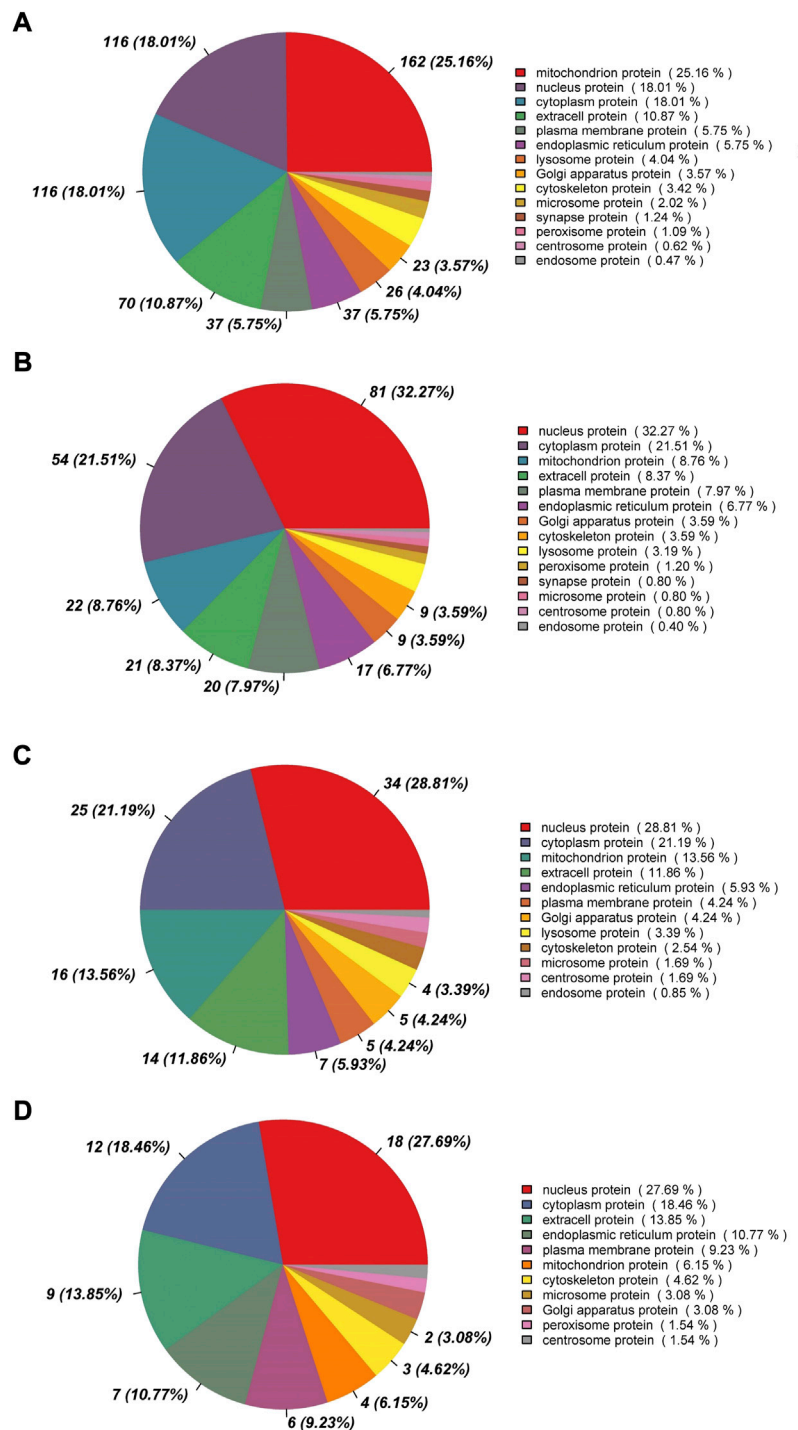 A
116 (18.01%)
162 (25.16%)
116 (18.01%)
70 (10.87%)
37 (5.75%)
37 (5.75%)
26 (4.04%)
23 (3.57%)
mitochondrion protein ( 25.16 % )
nucleus protein ( 18.01 % )
cytoplasm protein ( 18.01 % )
extracell protein ( 10.87 % )
plasma membrane protein ( 5.75 % )
endoplasmic reticulum protein ( 5.75 % )
lysosome protein ( 4.04 % )
Golgi apparatus protein ( 3.57 % )
cytoskeleton protein ( 3.42 % )
microsome protein ( 2.02 % )
synapse protein ( 1.24 % )
peroxisome protein ( 1.09 % )
centrosome protein ( 0.62 % )
endosome protein ( 0.47 % )
B
81 (32.27%)
54 (21.51%)
22 (8.76%)
21 (8.37%)
20 (7.97%)
17 (6.77%)
9 (3.59%)
9 (3.59%)
nucleus protein ( 32.27 % )
cytoplasm protein ( 21.51 % )
mitochondrion protein ( 8.76 % )
extracell protein ( 8.37 % )
plasma membrane protein ( 7.97 % )
endoplasmic reticulum protein ( 6.77 % )
Golgi apparatus protein ( 3.59 % )
cytoskeleton protein ( 3.59 % )
lysosome protein ( 3.19 % )
peroxisome protein ( 1.20 % )
synapse protein ( 0.80 % )
microsome protein ( 0.80 % )
centrosome protein ( 0.80 % )
endosome protein ( 0.40 % )
C
34 (28.81%)
25 (21.19%)
16 (13.56%)
14 (11.86%)
7 (5.93%)
5 (4.24%)
5 (4.24%)
4 (3.39%)
nucleus protein ( 28.81 % )
cytoplasm protein ( 21.19 % )
mitochondrion protein ( 13.56 % )
extracell protein ( 11.86 % )
endoplasmic reticulum protein ( 5.93 % )
plasma membrane protein ( 4.24 % )
Golgi apparatus protein ( 4.24 % )
lysosome protein ( 3.39 % )
cytoskeleton protein ( 2.54 % )
microsome protein ( 1.69 % )
centrosome protein ( 1.69 % )
endosome protein ( 0.85 % )
D
18 (27.69%)
12 (18.46%)
9 (13.85%)
7 (10.77%)
6 (9.23%)
4 (6.15%)
3 (4.62%)
2 (3.08%)
nucleus protein ( 27.69 % )
cytoplasm protein ( 18.46 % )
extracell protein ( 13.85 % )
endoplasmic reticulum protein ( 10.77 % )
plasma membrane protein ( 9.23 % )
mitochondrion protein ( 6.15 % )
cytoskeleton protein ( 4.62 % )
microsome protein ( 3.08 % )
Golgi apparatus protein ( 3.08 % )
peroxisome protein ( 1.54 % )
centrosome protein ( 1.54 % )